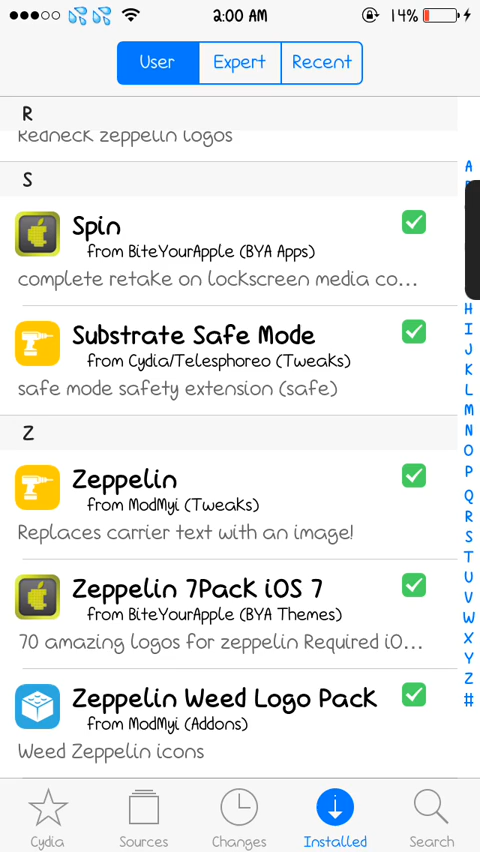 2:00 AM
14%
User
Expert
Recent
R
Redneck zeppelin logos
S
Spin
from BiteYourApple (BYA Apps)
complete retake on lockscreen media co...
Substrate Safe Mode
from Cydia/Telesphoreo (Tweaks)
safe mode safety extension (safe)
Z
Zeppelin
from ModMyi (Tweaks)
Replaces carrier text with an image!
Zeppelin 7Pack iOS 7
from BiteYourApple (BYA Themes)
70 amazing logos for zeppelin Required iO...
Zeppelin Weed Logo Pack
from ModMyi (Addons)
Weed Zeppelin icons
A
H
I
J
K
L
M
N
O
P
Q
R
S
T
U
V
W
X
Y
Z
#
Cydia
Sources
Changes
Installed
Search